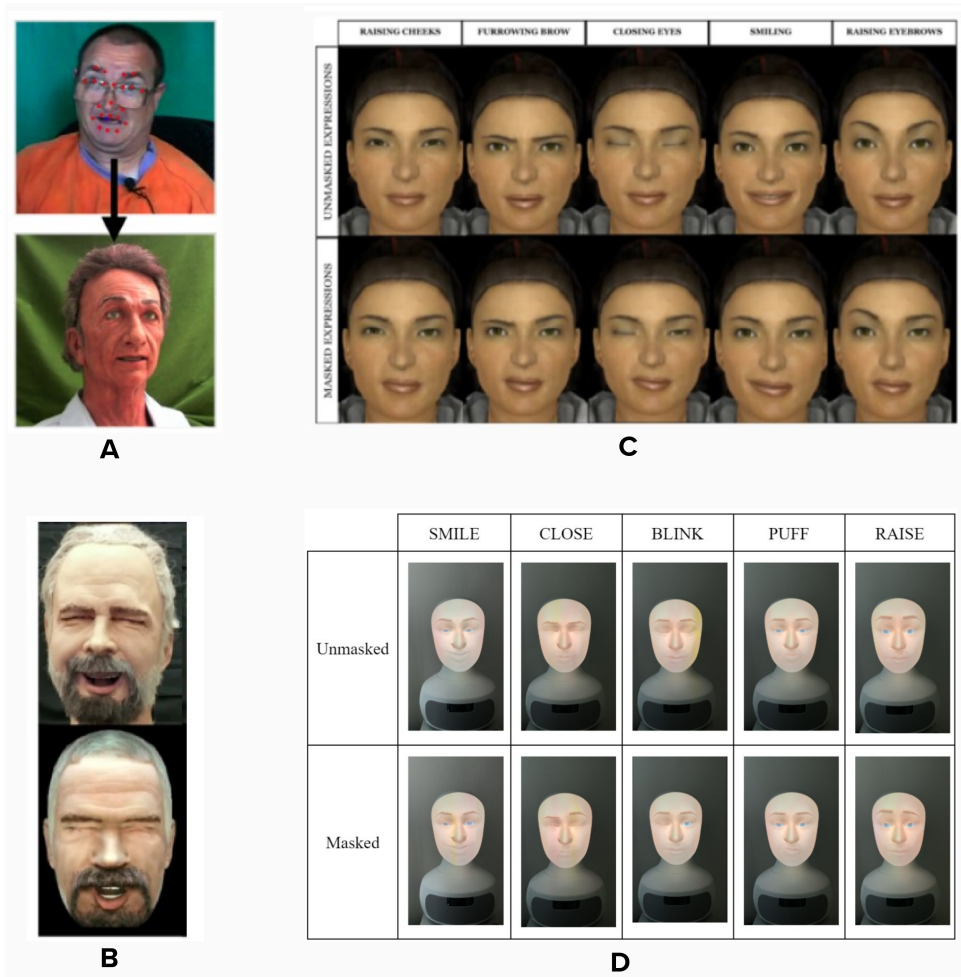 RAISING CHEEKS FURROWING BROW CLOSING EYES SMILING RAISING EYEBROWS
UNMASKED EXPRESSIONS
MASKED EXPRESSIONS
A
C
SMILE CLOSE BLINK PUFF RAISE
Unmasked
Masked
B
D